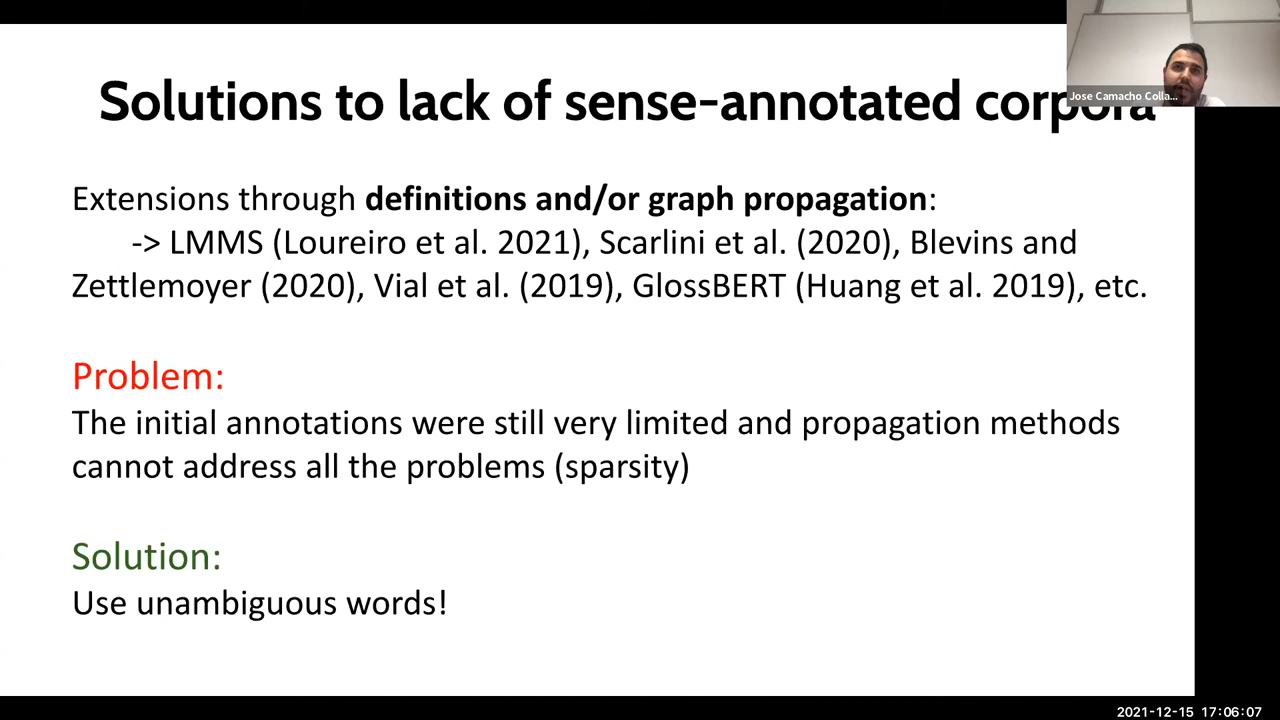 Jose Camacho Colla...
Solutions to lack of sense-annotated corpora
Extensions through definitions and/or graph propagation:
-> LMMS (Loureiro et al. 2021), Scarlini et al. (2020), Blevins and
Zettlemoyer (2020), Vial et al. (2019), GlossBERT (Huang et al. 2019), etc.
Problem:
The initial annotations were still very limited and propagation methods
cannot address all the problems (sparsity)
Solution:
Use unambiguous words!
2021-12-15 17:06:07